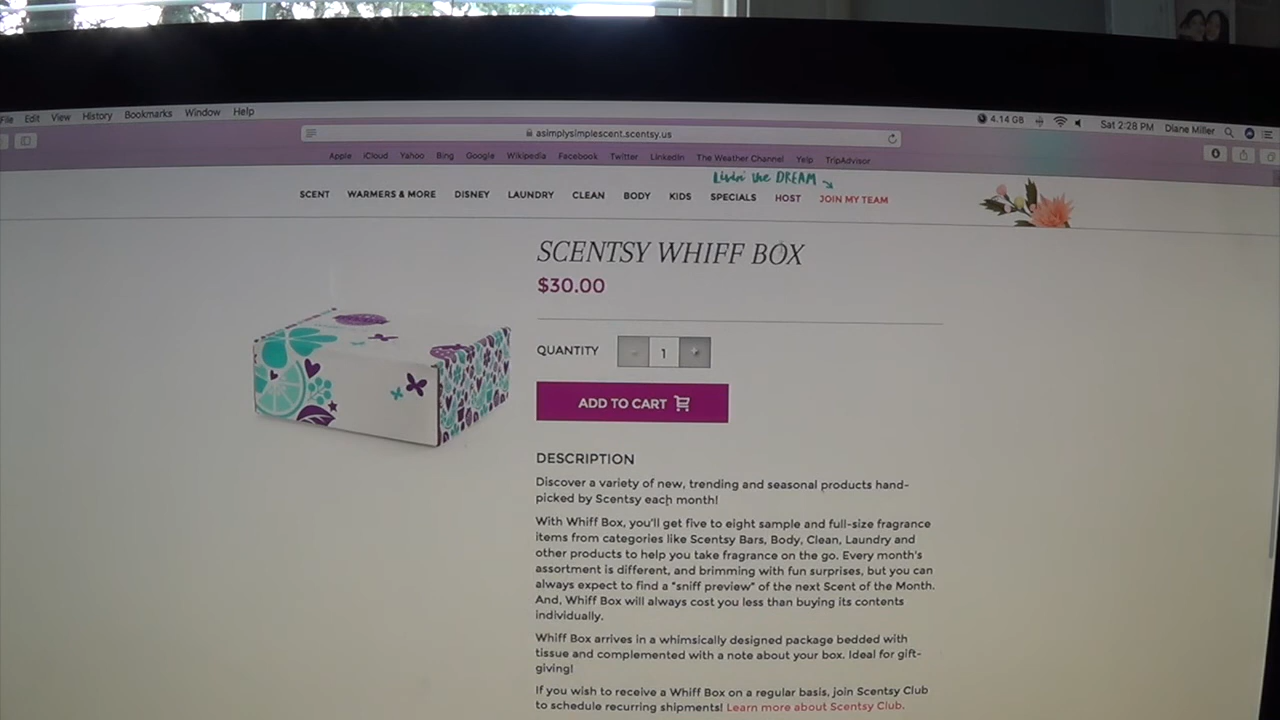 File Edit View History Bookmarks Window Help
4.14 GB Sat 2:28 PM Diane Miller
asimplysimplescent.scentsy.us
Apple iCloud Yahoo Bing Google Wikipedia Facebook Twitter LinkedIn The Weather Channel Yelp TripAdvisor
Livin' the DREAM
SCENT WARMERS & MORE DISNEY LAUNDRY CLEAN BODY KIDS SPECIALS HOST JOIN MY TEAM
SCENTSY WHIFF BOX
$30.00
QUANTITY - 1 +
ADD TO CART
DESCRIPTION
Discover a variety of new, trending and seasonal products hand-
picked by Scentsy each month!
With Whiff Box, you'll get five to eight sample and full-size fragrance
items from categories like Scentsy Bars, Body, Clean, Laundry and
other products to help you take fragrance on the go. Every month's
assortment is different, and brimming with fun surprises, but you can
always expect to find a "sniff preview" of the next Scent of the Month.
And, Whiff Box will always cost you less than buying its contents
individually.
Whiff Box arrives in a whimsically designed package bedded with
tissue and complemented with a note about your box. Ideal for gift-
giving!
If you wish to receive a Whiff Box on a regular basis, join Scentsy Club
to schedule recurring shipments! Learn more about Scentsy Club.